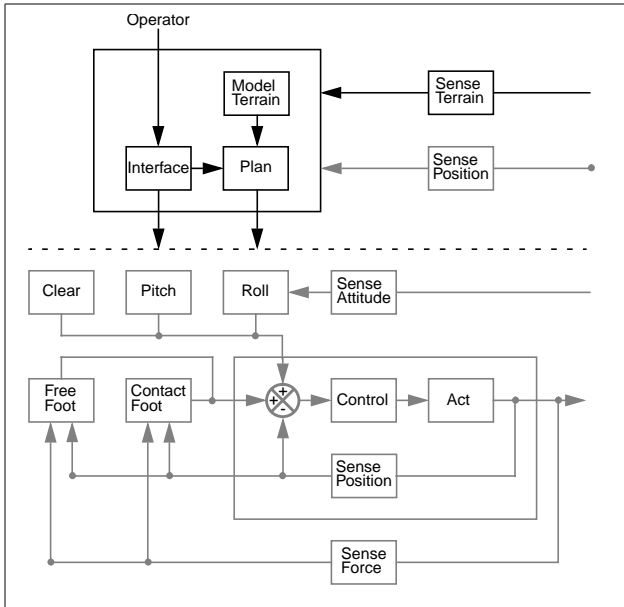 Operator
Model
Terrain
Sense
Terrain
Interface
Plan
Sense
Position
Clear
Pitch
Roll
Sense
Attitude
Free
Foot
Contact
Foot
+
+
-
Control
Act
Sense
Position
Sense
Force